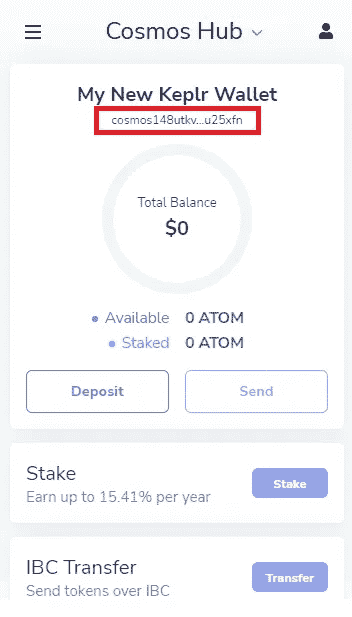 Cosmos Hub
My New Keplr Wallet
cosmos148utkv...u25xfn
Total Balance
$0
Available 0 ATOM
Staked 0 ATOM
Deposit Send
Stake
Earn up to 15.41% per year
Stake
IBC Transfer
Send tokens over IBC
Transfer